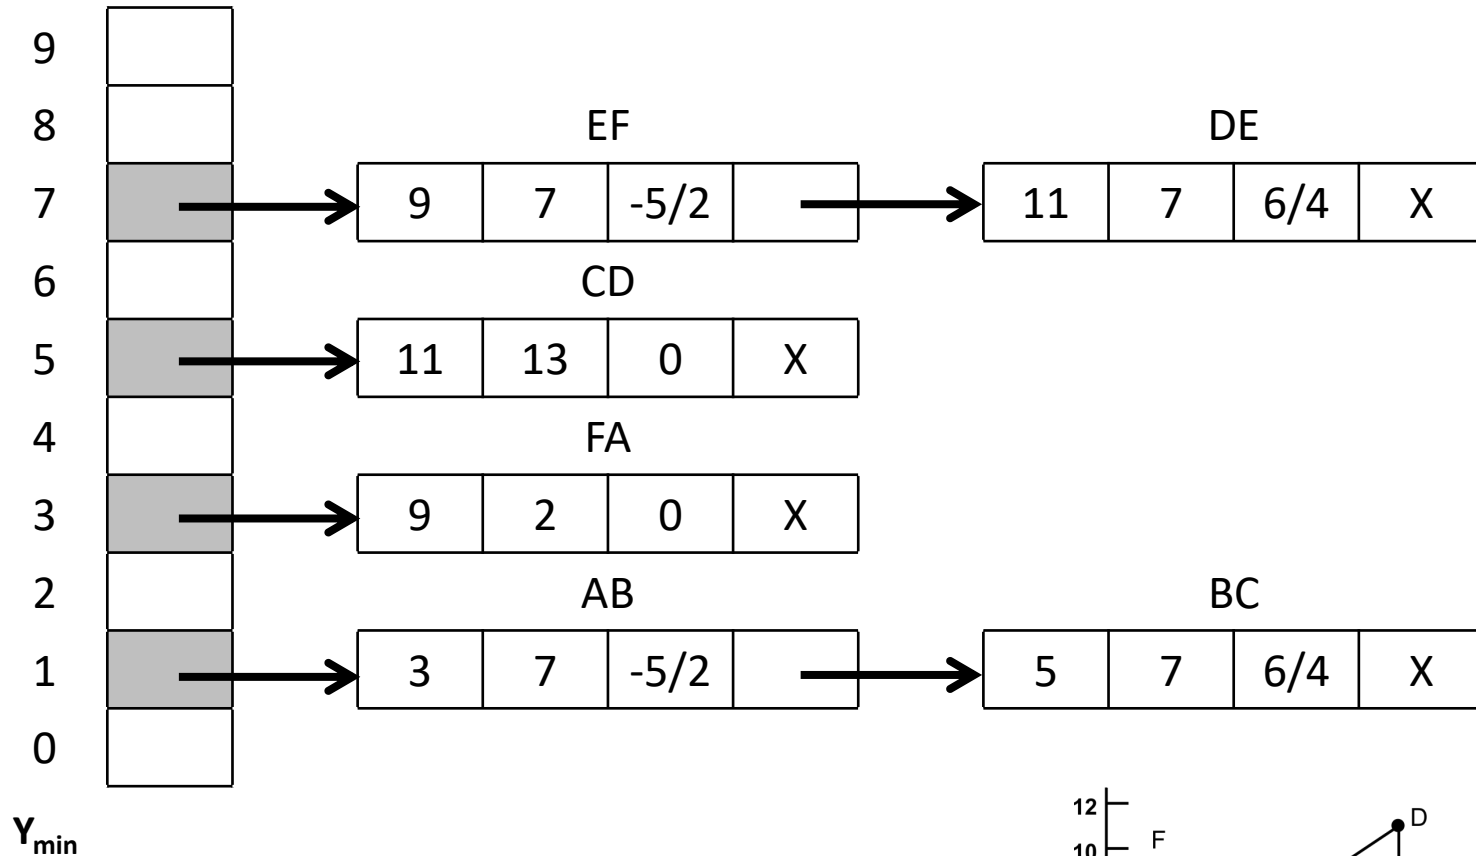 9
8 EF DE
7 9 7 -5/2 11 7 6/4 X
6 CD
5 11 13 0 X
4 FA
3 9 2 0 X
2 AB BC
1 3 7 -5/2 5 7 6/4 X
0
12 D
Ymin 10 F